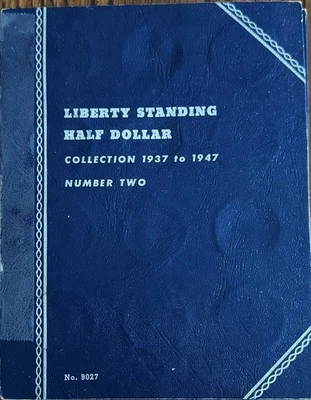 LIBERTY STANDING
HALF DOLLAR
COLLECTION 1937 to 1947
NUMBER TWO
No. 9027